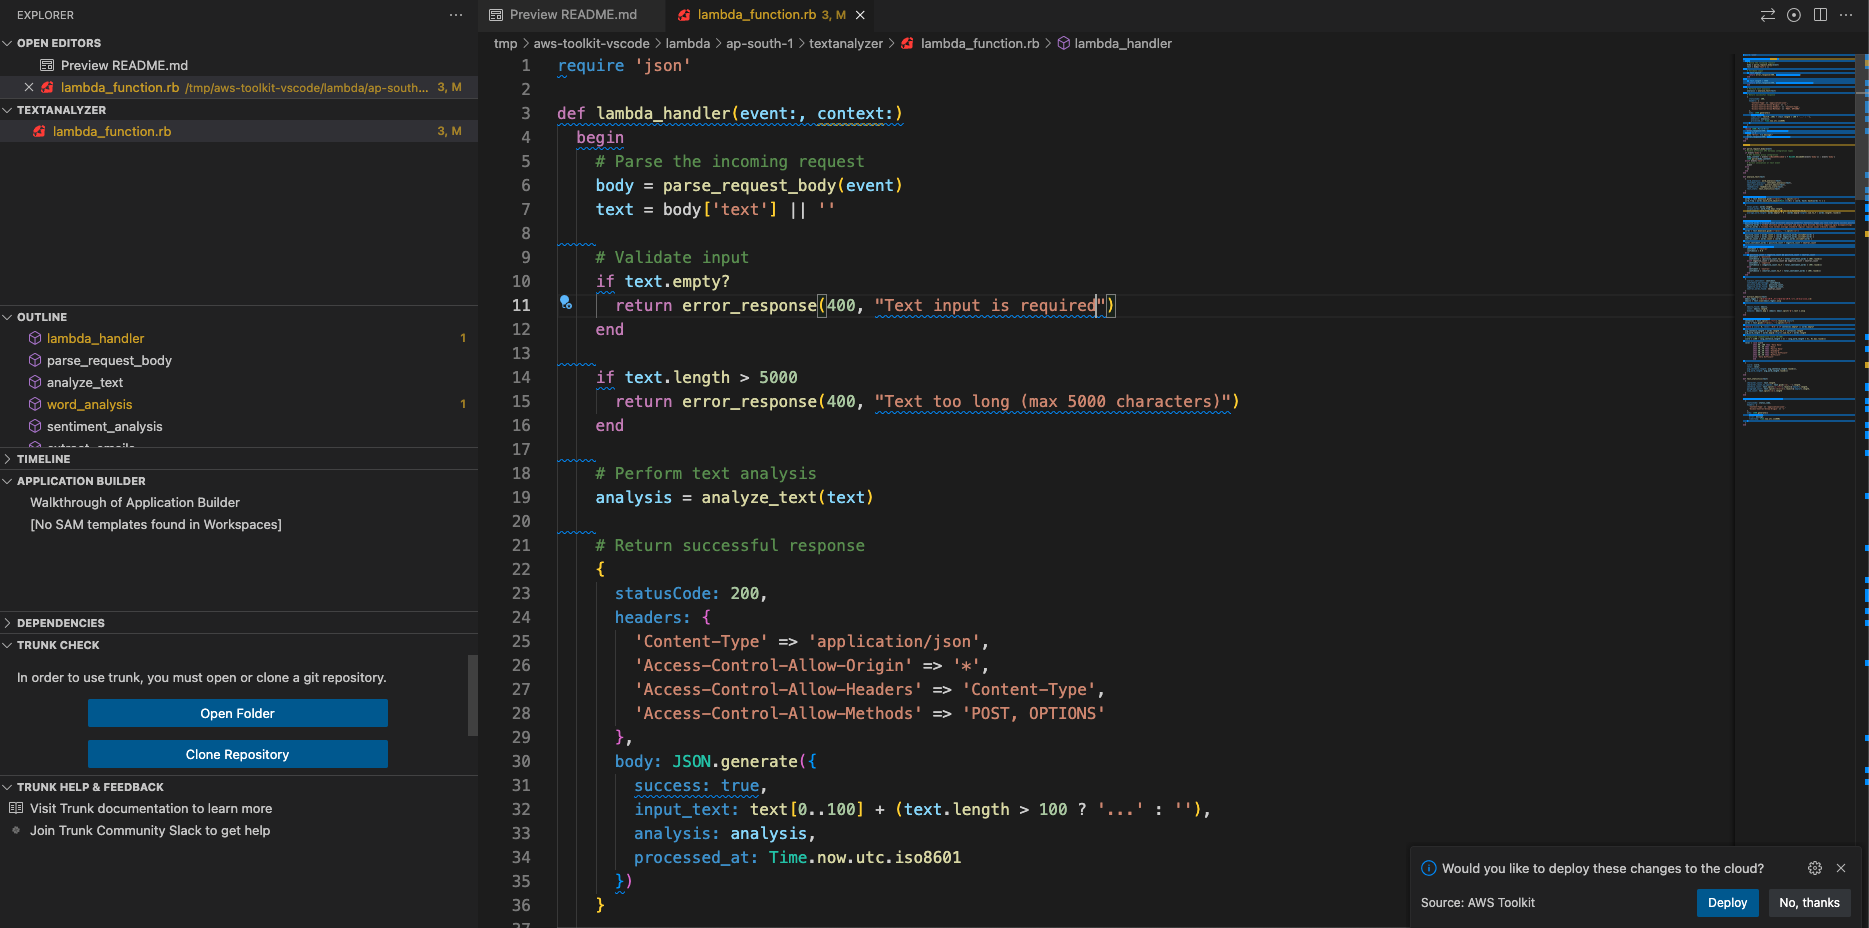 EXPLORER
OPEN EDITORS
Preview README.md
lambda_function.rb /tmp/aws-toolkit-vscode/lambda/ap-south... 3, M
TEXTANALYZER
lambda_function.rb 3, M
OUTLINE
lambda_handler 1
parse_request_body
analyze_text
word_analysis 1
sentiment_analysis
TIMELINE
APPLICATION BUILDER
Walkthrough of Application Builder
[No SAM templates found in Workspaces]
DEPENDENCIES
TRUNK CHECK
In order to use trunk, you must open or clone a git repository.
Open Folder
Clone Repository
TRUNK HELP & FEEDBACK
Visit Trunk documentation to learn more
Join Trunk Community Slack to get help
Preview README.md
lambda_function.rb 3, M
tmp > aws-toolkit-vscode > lambda > ap-south-1 > textanalyzer > lambda_function.rb > lambda_handler
1 require 'json'
2
3 def lambda_handler(event:, context:)
4 begin
5 # Parse the incoming request
6 body = parse_request_body(event)
7 text = body['text'] || ''
8
9 # Validate input
10 if text.empty?
11 return error_response(400, "Text input is required")
12 end
13
14 if text.length > 5000
15 return error_response(400, "Text too long (max 5000 characters)")
16 end
17
18 # Perform text analysis
19 analysis = analyze_text(text)
20
21 # Return successful response
22 {
23 statusCode: 200,
24 headers: {
25 'Content-Type' => 'application/json',
26 'Access-Control-Allow-Origin' => '*',
27 'Access-Control-Allow-Headers' => 'Content-Type',
28 'Access-Control-Allow-Methods' => 'POST, OPTIONS'
29 },
30 body: JSON.generate({
31 success: true,
32 input_text: text[0..100] + (text.length > 100 ? '...' : ''),
33 analysis: analysis,
34 processed_at: Time.now.utc.iso8601
35 })
36 }
Would you like to deploy these changes to the cloud?
Source: AWS Toolkit
Deploy
No, thanks